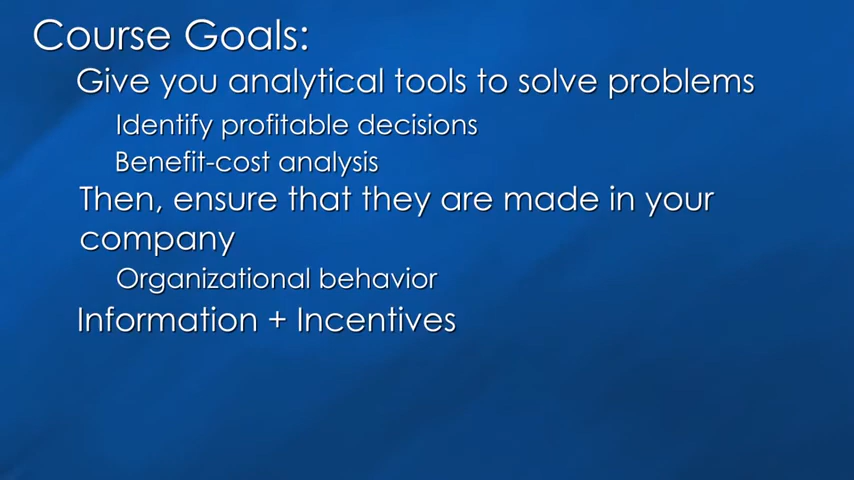 Course Goals:
Give you analytical tools to solve problems
Identify profitable decisions
Benefit-cost analysis
Then, ensure that they are made in your
company
Organizational behavior
Information + Incentives